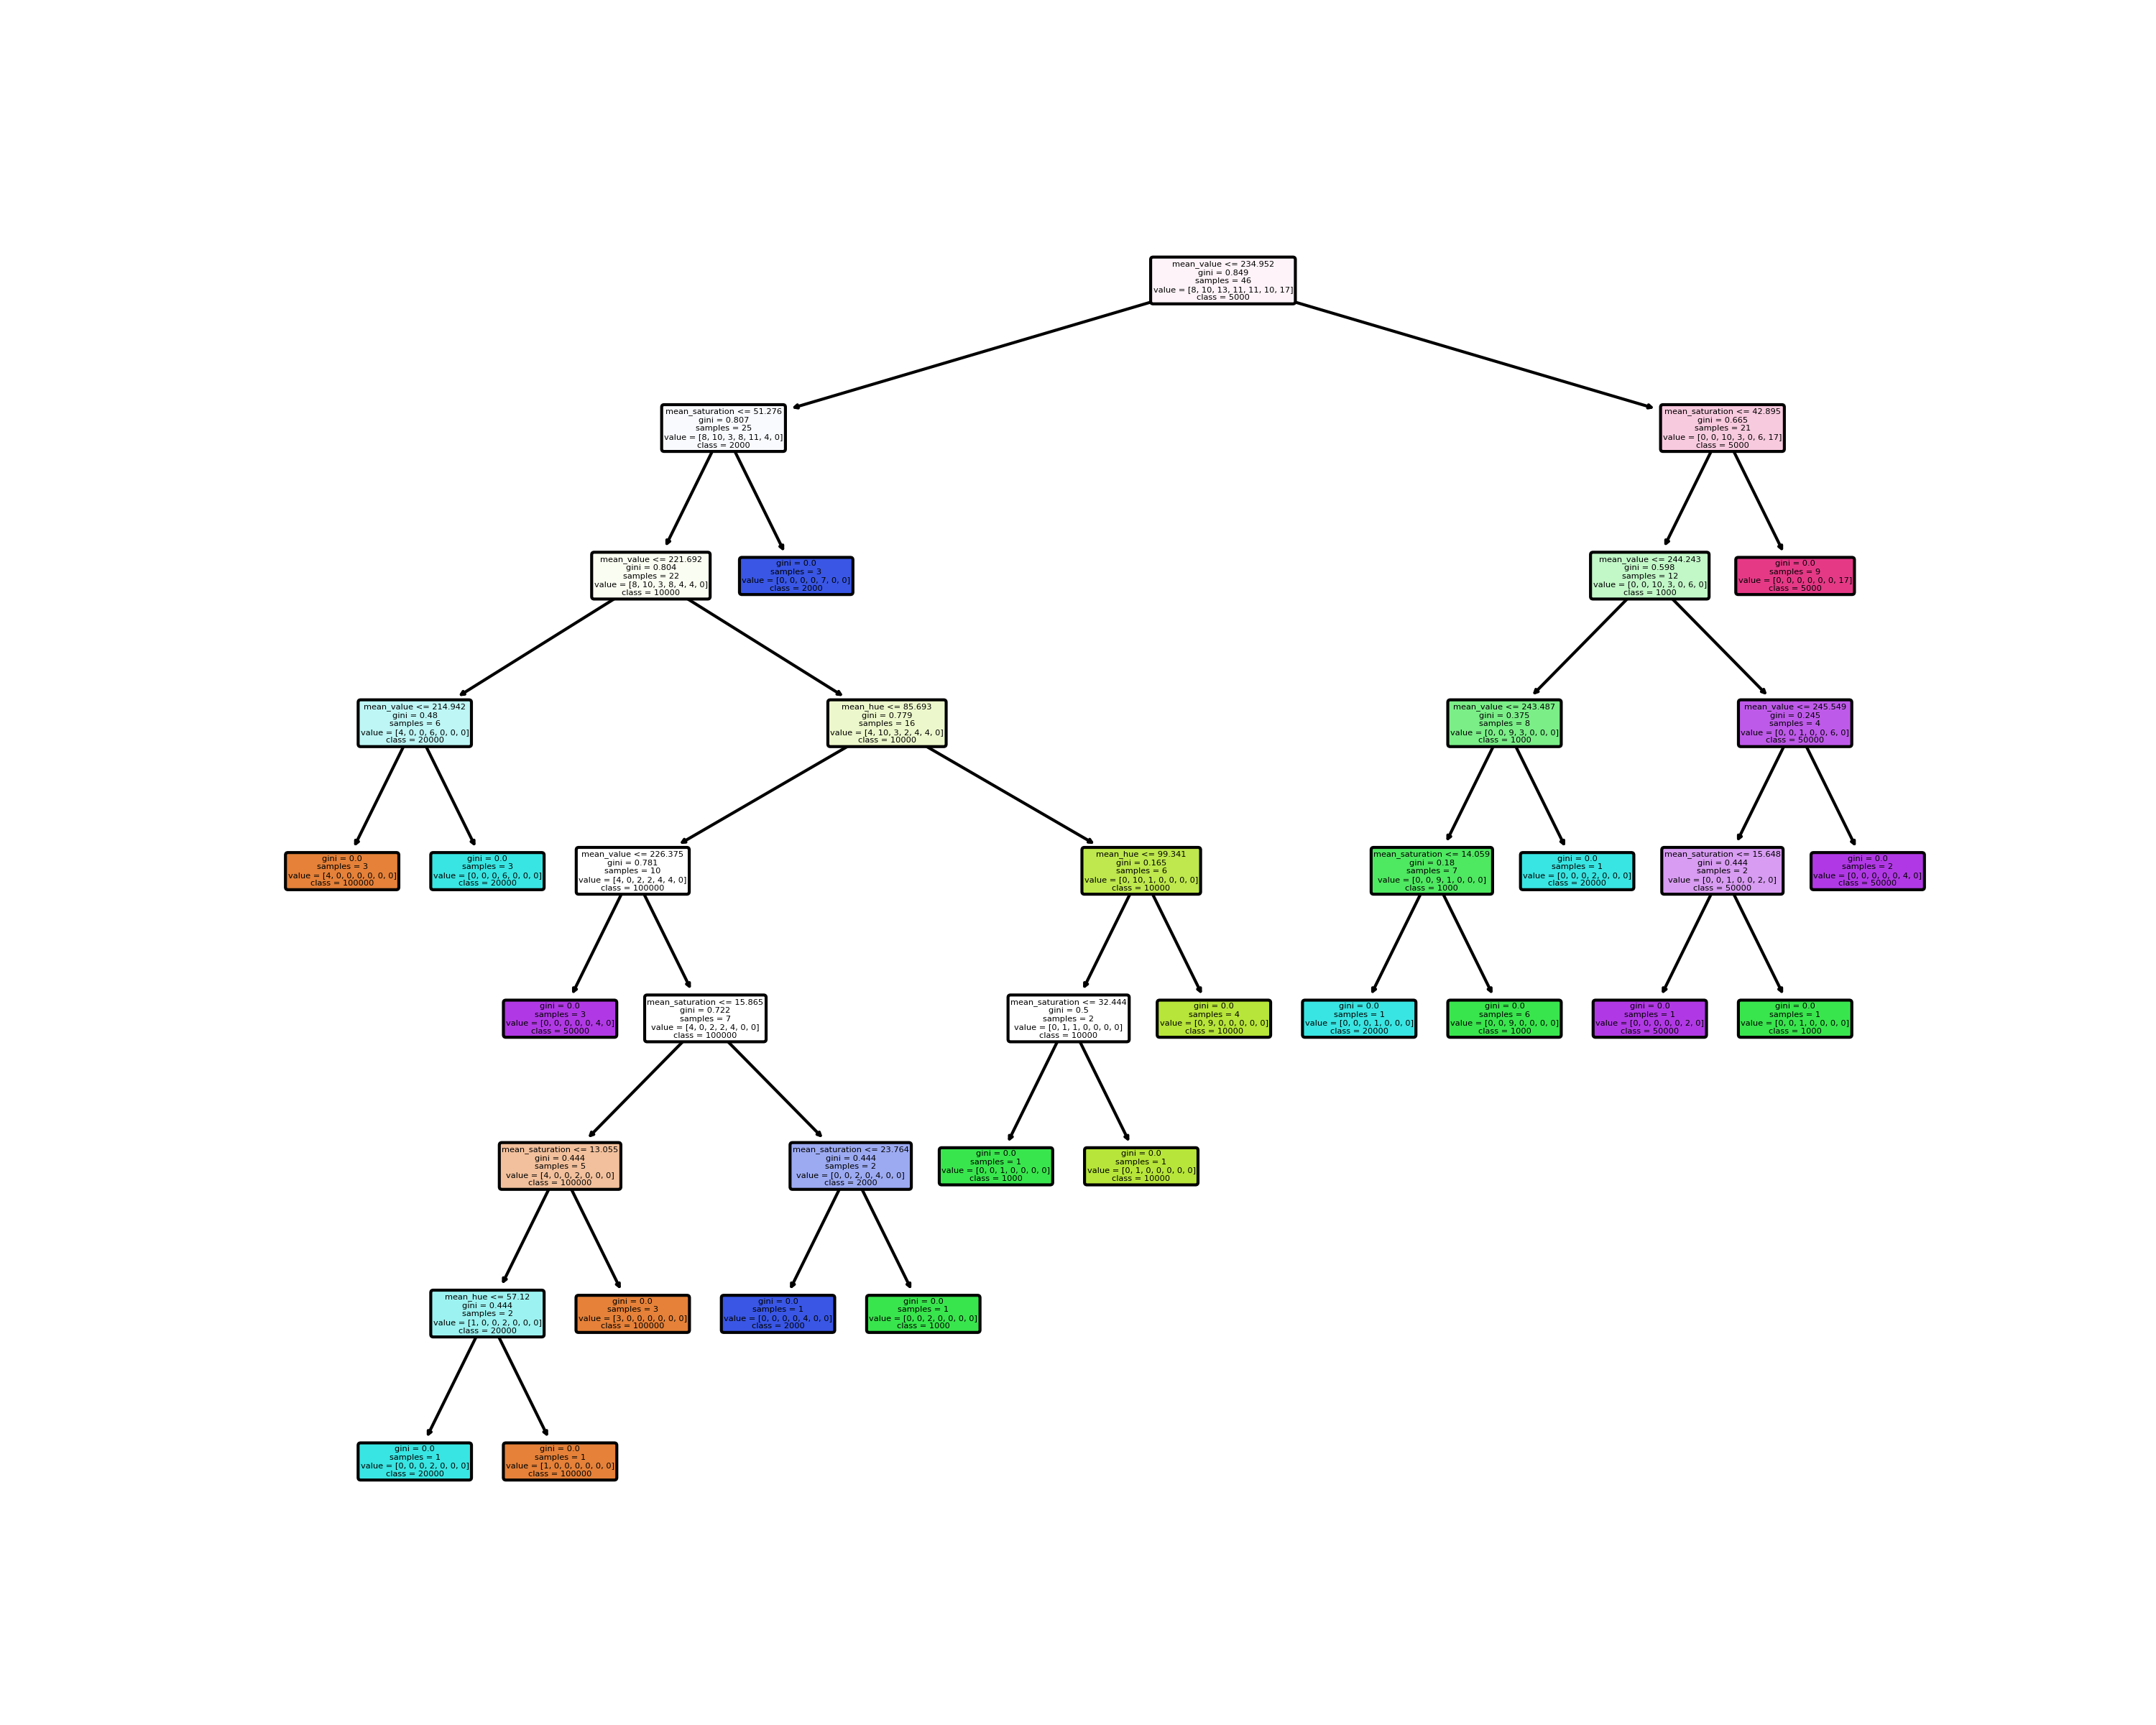 mean_value <= 234.952
gini = 0.849
samples = 46
value = [8, 10, 13, 11, 11, 10, 17]
class = 5000
mean_saturation <= 51.276
gini = 0.807
samples = 25
value = [8, 10, 3, 8, 11, 4, 0]
class = 2000
mean_saturation <= 42.895
gini = 0.665
samples = 21
value = [0, 0, 10, 3, 0, 6, 17]
class = 5000
mean_value <= 221.692
gini = 0.804
samples = 22
value = [8, 10, 3, 8, 4, 4, 0]
class = 10000
gini = 0.0
samples = 3
value = [0, 0, 0, 0, 7, 0, 0]
class = 2000
mean_value <= 244.243
gini = 0.598
samples = 12
value = [0, 0, 10, 3, 0, 6, 0]
class = 1000
gini = 0.0
samples = 9
value = [0, 0, 0, 0, 0, 0, 17]
class = 5000
mean_value <= 214.942
gini = 0.48
samples = 6
value = [4, 0, 0, 6, 0, 0, 0]
class = 20000
mean_hue <= 85.693
gini = 0.779
samples = 16
value = [4, 10, 3, 2, 4, 4, 0]
class = 10000
mean_value <= 243.487
gini = 0.375
samples = 8
value = [0, 0, 9, 3, 0, 0, 0]
class = 1000
mean_value <= 245.549
gini = 0.245
samples = 4
value = [0, 0, 1, 0, 0, 6, 0]
class = 50000
gini = 0.0
samples = 3
value = [4, 0, 0, 0, 0, 0, 0]
class = 100000
gini = 0.0
samples = 3
value = [0, 0, 0, 6, 0, 0, 0]
class = 20000
mean_value <= 226.375
gini = 0.781
samples = 10
value = [4, 0, 2, 2, 4, 4, 0]
class = 100000
mean_hue <= 99.341
gini = 0.165
samples = 6
value = [0, 10, 1, 0, 0, 0, 0]
class = 10000
mean_saturation <= 14.059
gini = 0.18
samples = 7
value = [0, 0, 9, 1, 0, 0, 0]
class = 1000
gini = 0.0
samples = 1
value = [0, 0, 0, 2, 0, 0, 0]
class = 20000
mean_saturation <= 15.648
gini = 0.444
samples = 2
value = [0, 0, 1, 0, 0, 2, 0]
class = 50000
gini = 0.0
samples = 2
value = [0, 0, 0, 0, 0, 4, 0]
class = 50000
gini = 0.0
samples = 3
value = [0, 0, 0, 0, 0, 4, 0]
class = 50000
mean_saturation <= 15.865
gini = 0.722
samples = 7
value = [4, 0, 2, 2, 4, 0, 0]
class = 100000
mean_saturation <= 32.444
gini = 0.5
samples = 2
value = [0, 1, 1, 0, 0, 0, 0]
class = 10000
gini = 0.0
samples = 4
value = [0, 9, 0, 0, 0, 0, 0]
class = 10000
gini = 0.0
samples = 1
value = [0, 0, 0, 1, 0, 0, 0]
class = 20000
gini = 0.0
samples = 6
value = [0, 0, 9, 0, 0, 0, 0]
class = 1000
gini = 0.0
samples = 1
value = [0, 0, 0, 0, 0, 2, 0]
class = 50000
gini = 0.0
samples = 1
value = [0, 0, 1, 0, 0, 0, 0]
class = 1000
mean_saturation <= 13.055
gini = 0.444
samples = 5
value = [4, 0, 0, 2, 0, 0, 0]
class = 100000
mean_saturation <= 23.764
gini = 0.444
samples = 2
value = [0, 0, 2, 0, 4, 0, 0]
class = 2000
gini = 0.0
samples = 1
value = [0, 0, 1, 0, 0, 0, 0]
class = 1000
gini = 0.0
samples = 1
value = [0, 1, 0, 0, 0, 0, 0]
class = 10000
mean_hue <= 57.12
gini = 0.444
samples = 2
value = [1, 0, 0, 2, 0, 0, 0]
class = 20000
gini = 0.0
samples = 3
value = [3, 0, 0, 0, 0, 0, 0]
class = 100000
gini = 0.0
samples = 1
value = [0, 0, 0, 0, 4, 0, 0]
class = 2000
gini = 0.0
samples = 1
value = [0, 0, 2, 0, 0, 0, 0]
class = 1000
gini = 0.0
samples = 1
value = [0, 0, 0, 2, 0, 0, 0]
class = 20000
gini = 0.0
samples = 1
value = [1, 0, 0, 0, 0, 0, 0]
class = 100000